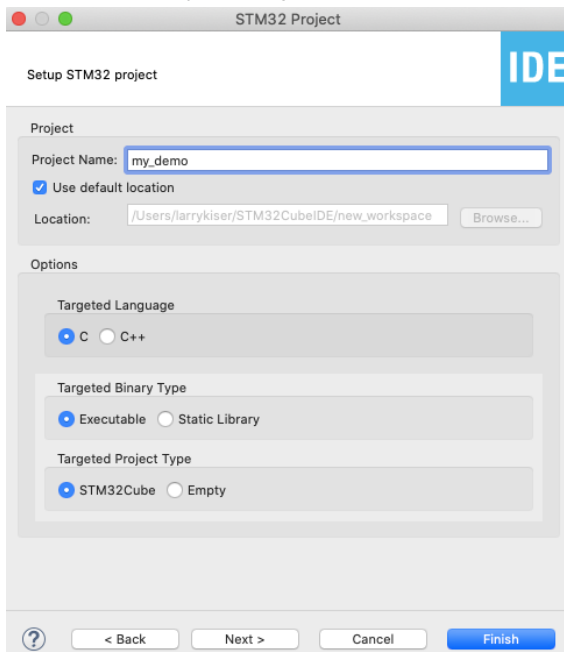 STM32 Project
Setup STM32 project
IDE
Project
Project Name: my_demo
Use default location
Location: /Users/larrykiser/STM32CubeIDE/new_workspace Browse...
Options
Targeted Language
C C++
Targeted Binary Type
Executable Static Library
Targeted Project Type
STM32Cube Empty
? < Back Next > Cancel Finish